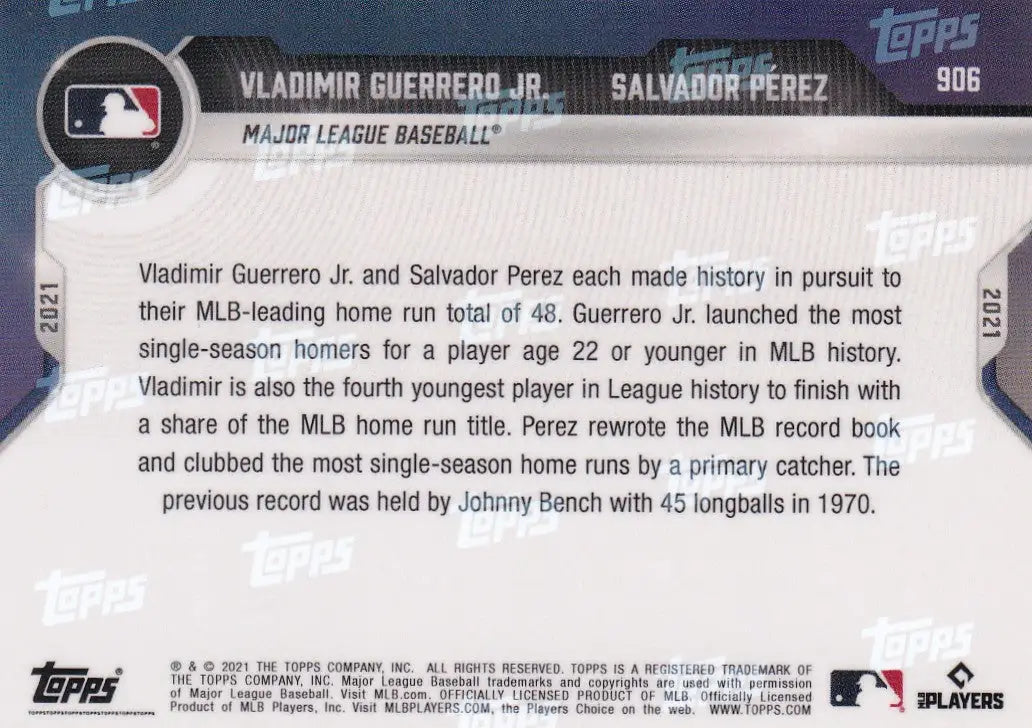 Topps
906
VLADIMIR GUERRERO JR. SALVADOR PÉREZ
MAJOR LEAGUE BASEBALL®
2021
2021
Vladimir Guerrero Jr. and Salvador Perez each made history in pursuit to
their MLB-leading home run total of 48. Guerrero Jr. launched the most
single-season homers for a player age 22 or younger in MLB history.
Vladimir is also the fourth youngest player in League history to finish with
a share of the MLB home run title. Perez rewrote the MLB record book
and clubbed the most single-season home runs by a primary catcher. The
previous record was held by Johnny Bench with 45 longballs in 1970.
Topps®
® & © 2021 THE TOPPS COMPANY, INC. ALL RIGHTS RESERVED. TOPPS IS A REGISTERED TRADEMARK OF
THE TOPPS COMPANY, INC. Major League Baseball trademarks and copyrights are used with permission
of Major League Baseball. Visit MLB.com. OFFICIALLY LICENSED PRODUCT OF MLB. Officially Licensed
Product of MLB Players, Inc. Visit MLBPLAYERS.COM, the Players Choice on the web. WWW.TOPPS.COM
MLB PLAYERS